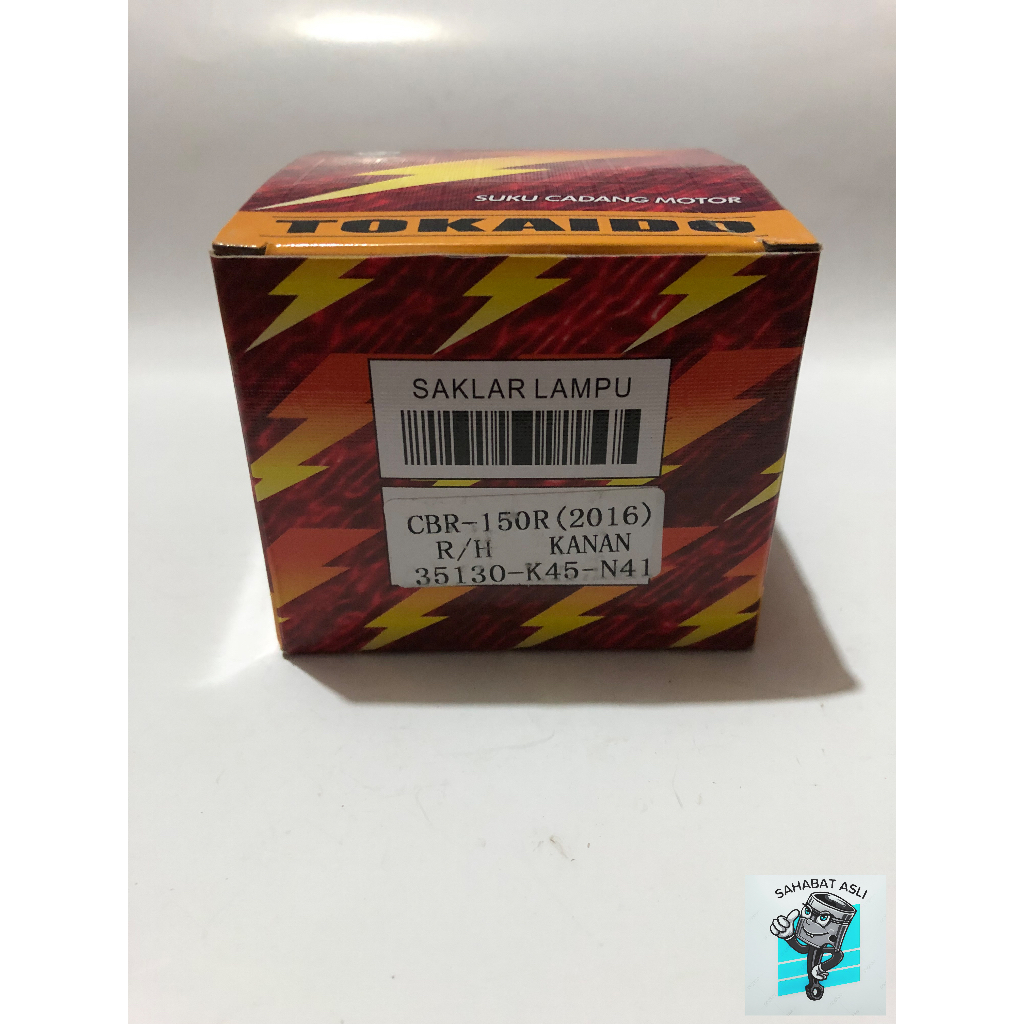 SUKU CADANG MOTOR
TOKAIDO
SAKLAR LAMPU
CBR-150R(2016)
R/H KANAN
35130-K45-N41
SAHABAT ASLI